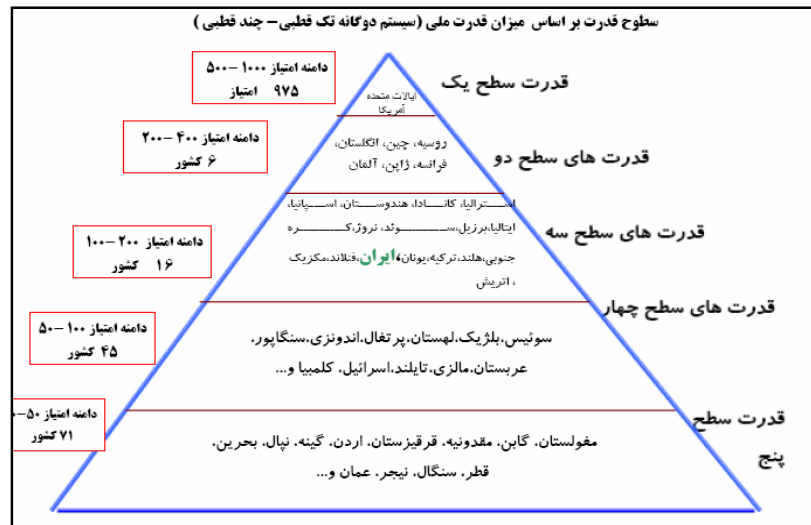 سطوح قدرت بر اساس میزان قدرت ملی (سیستم دوگانه تک قطبی– چند قطبی )
قدرت سطح یک
ایالات متحده
آمریکا
دامنه امتیاز ۱۰۰۰ –۵۰۰
۹۷۵ امتیاز
قدرت های سطح دو
روسیه، چین، انگلستان،
فرانسه، ژاپن، آلمان
دامنه امتیاز ۴۰۰ –۲۰۰
۶ کشور
قدرت های سطح سه
استرالیا، کانادا، هندوستان، اسپانیا،
ایتالیا،برزیل،سوئد، نروژ،کره
جنوبی،هلند، ترکیه،یونان،ایران،فنلاند،مکزیک
، اتریش
دامنه امتیاز ۲۰۰ –۱۰۰
۱۶ کشور
قدرت های سطح چهار
سوئیس،بلژیک،لهستان،پرتغال،اندونزی،سنگاپور،
عربستان،مالزی،تایلند،اسرائیل، کلمبیا و...
دامنه امتیاز ۱۰۰ –۵۰
۴۵ کشور
قدرت سطح
پنج
مغولستان، گابن، مقدونیه، قرقیزستان، اردن، گینه، نپال، بحرین،
قطر، سنگال، نیجر، عمان و...
دامنه امتیاز ۵۰–۰
۷۱ کشور